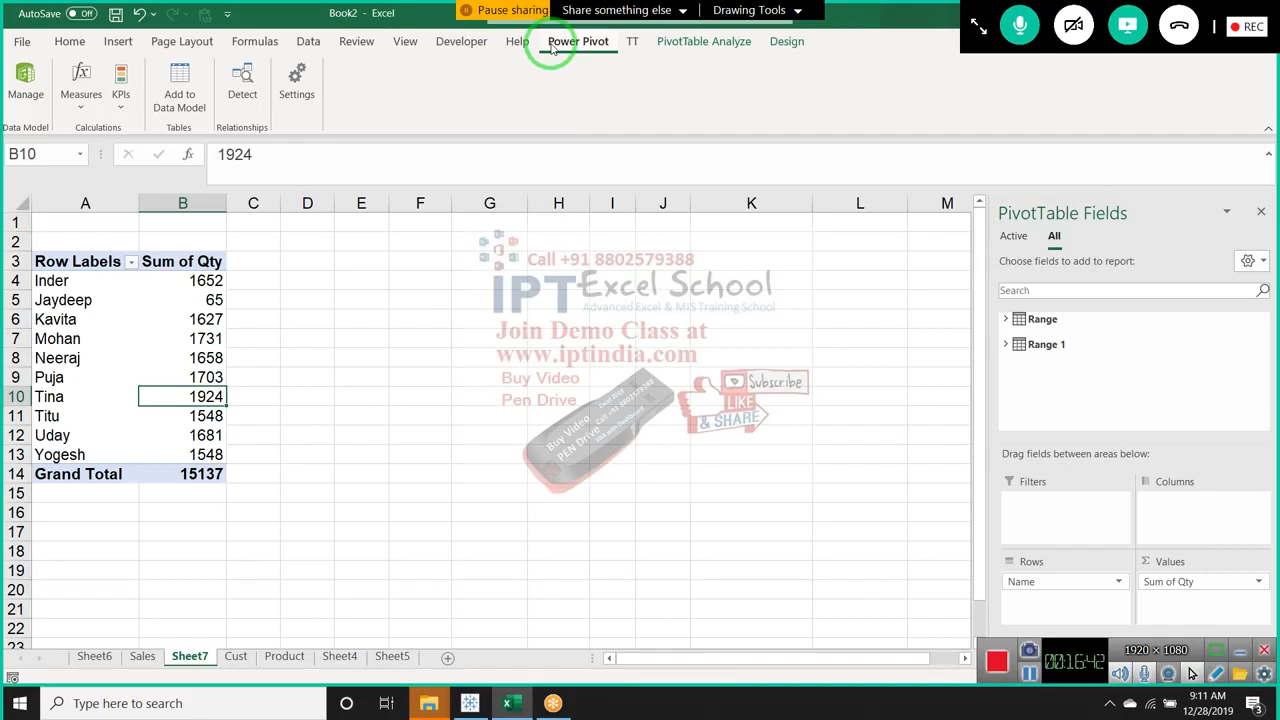 AutoSave Off
Book2 - Excel
Pause sharing
Share something else
Drawing Tools
REC
File Home Insert Page Layout Formulas Data Review View Developer Help Power Pivot TT PivotTable Analyze Design
Manage
Measures
KPIs
Add to
Data Model
Detect
Settings
Data Model
Calculations
Tables
Relationships
B10
fx
1924
A B C D E F G H I J K L M
1
2
3 Row Labels Sum of Qty
4 Inder 1652
5 Jaydeep 65
6 Kavita 1627
7 Mohan 1731
8 Neeraj 1658
9 Puja 1703
10 Tina 1924
11 Titu 1548
12 Uday 1681
13 Yogesh 1548
14 Grand Total 15137
15
16
17
18
19
20
21
22
23
Call +91 8802579388
IPT Excel School
Advanced Excel & MIS Training School
Join Demo Class at
www.iptindia.com
Buy Video
Pen Drive
Buy Video
PEN Drive
Subscribe
LIKE
& SHARE
PivotTable Fields
Active All
Choose fields to add to report:
Search
Range
Range 1
Drag fields between areas below:
Filters
Columns
Rows
Values
Name
Sum of Qty
Sheet6 Sales Sheet7 Cust Product Sheet4 Sheet5
00:16:42
1920 × 1080
Type here to search
9:11 AM
12/28/2019
3